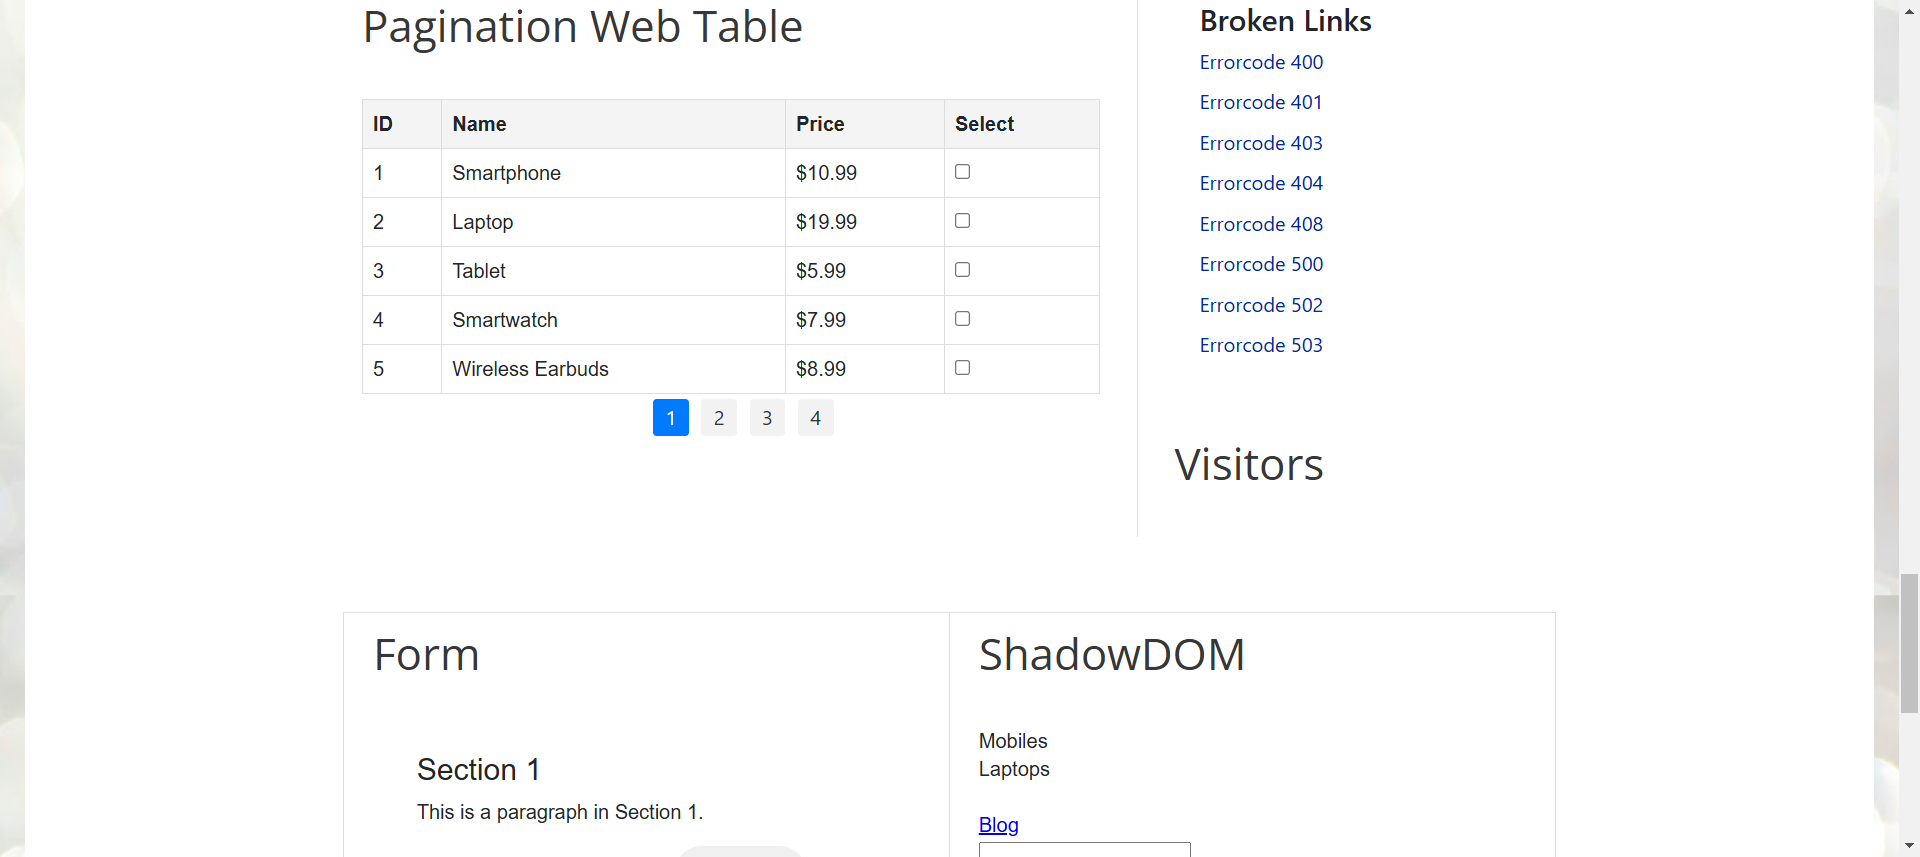 Pagination Web Table
ID Name Price Select
1 Smartphone $10.99
2 Laptop $19.99
3 Tablet $5.99
4 Smartwatch $7.99
5 Wireless Earbuds $8.99
1 2 3 4
Broken Links
Errorcode 400
Errorcode 401
Errorcode 403
Errorcode 404
Errorcode 408
Errorcode 500
Errorcode 502
Errorcode 503
Visitors
Form
Section 1
This is a paragraph in Section 1.
ShadowDOM
Mobiles
Laptops
Blog